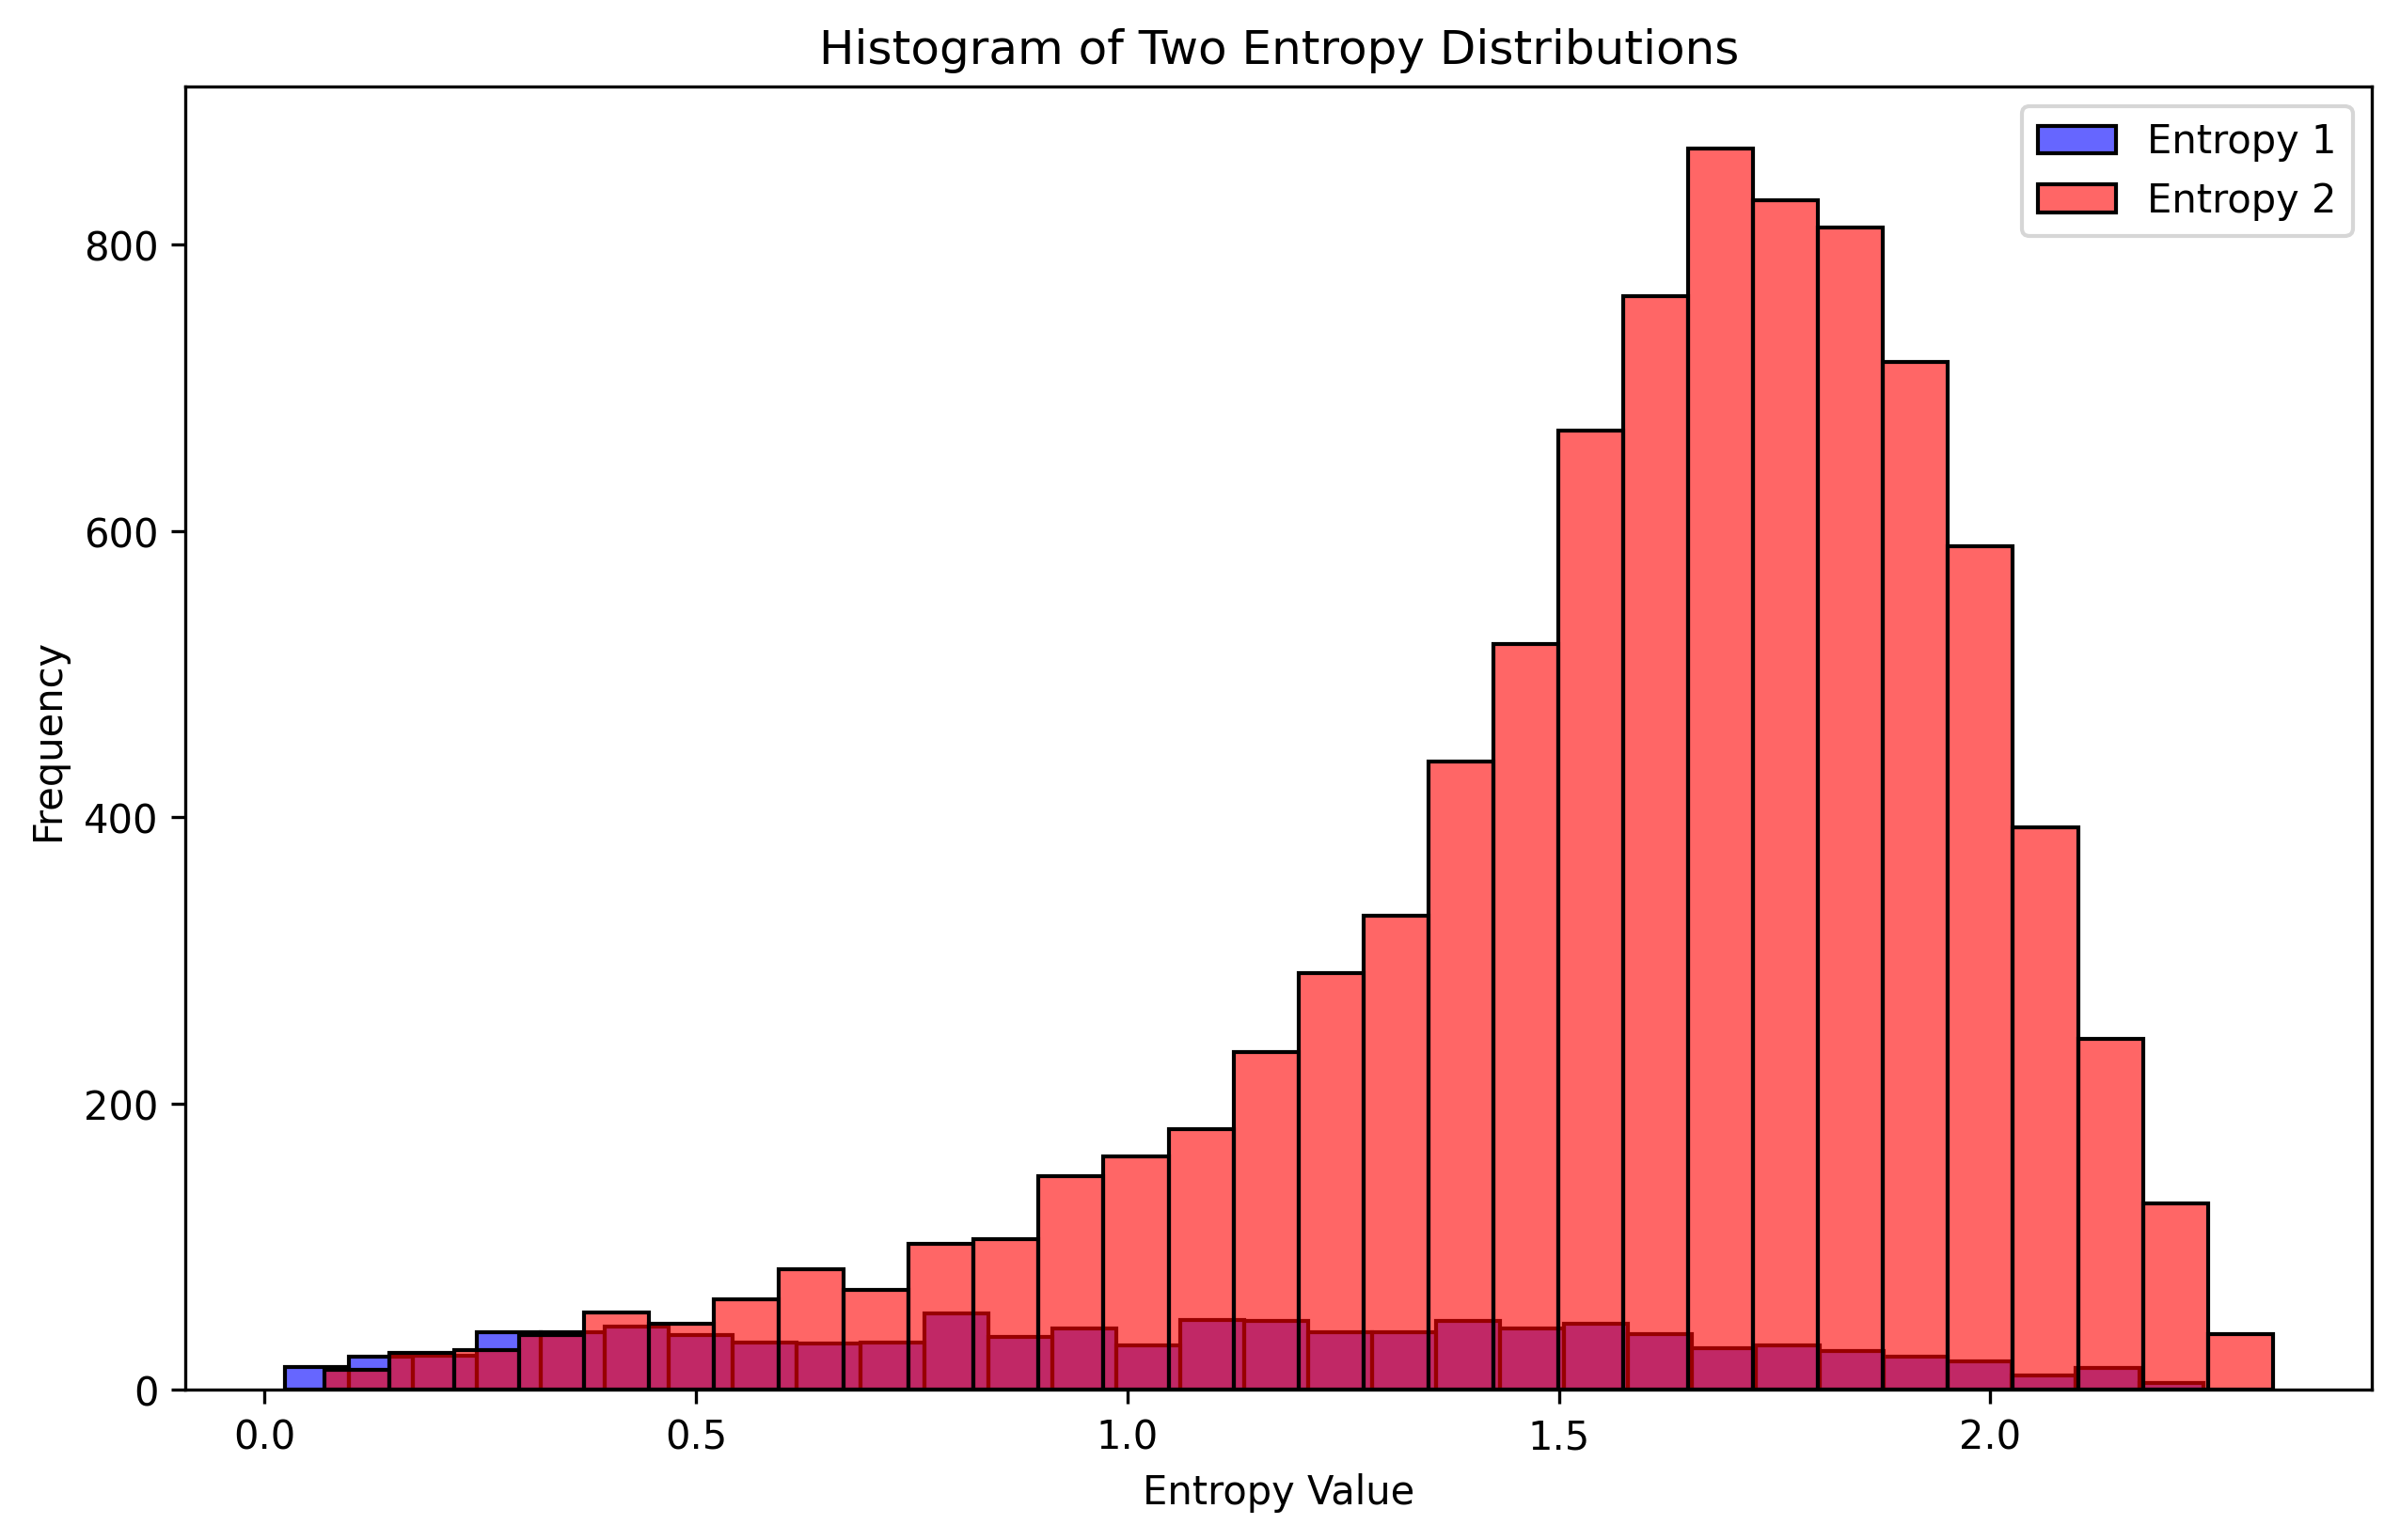 Histogram of Two Entropy Distributions
Entropy 1
Entropy 2
800
600
400
200
0
Frequency
0.0 0.5 1.0 1.5 2.0
Entropy Value